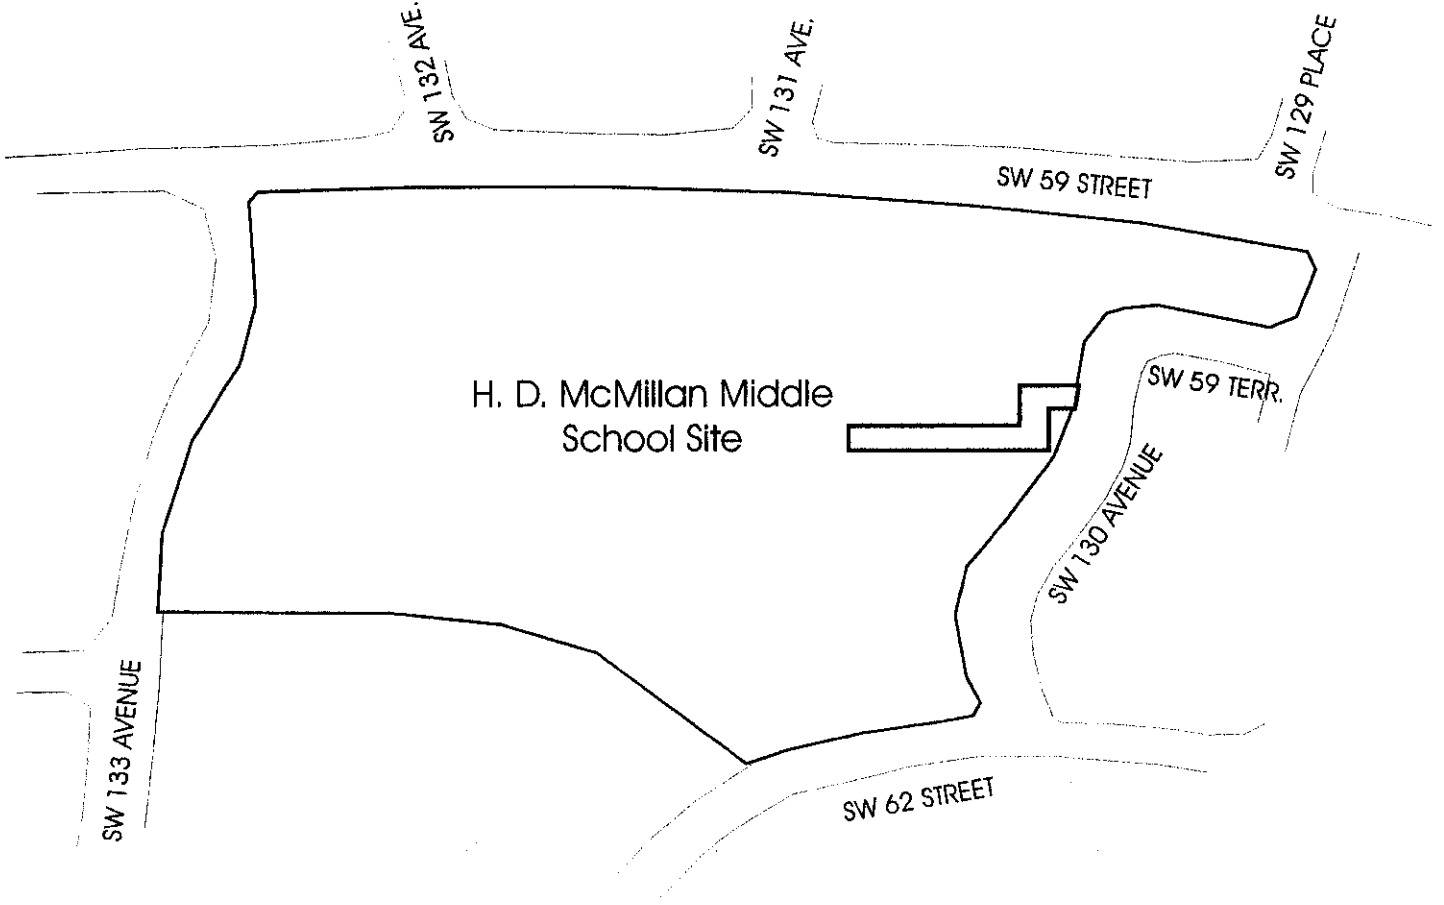 SW 132 AVE.
SW 131 AVE.
SW 129 PLACE
SW 59 STREET
H. D. McMillan Middle
School Site
SW 59 TERR.
SW 130 AVENUE
SW 133 AVENUE
SW 62 STREET